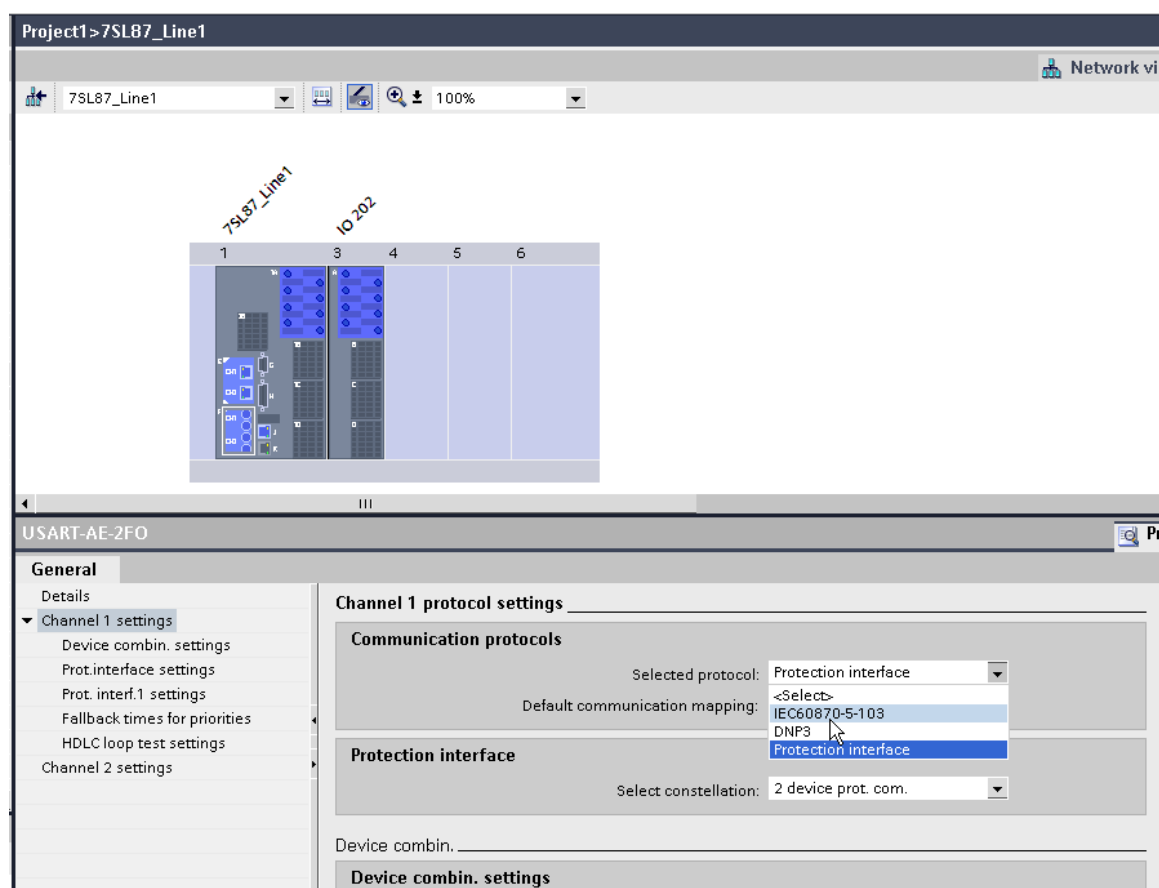 Project1>7SL87_Line1
Network vi
7SL87_Line1
100%
7SL87_Line1
IO 202
1 3 4 5 6
USART-AE-2FO
Pr
General
Details
Channel 1 settings
Device combin. settings
Prot.interface settings
Prot. interf.1 settings
Fallback times for priorities
HDLC loop test settings
Channel 2 settings
Channel 1 protocol settings
Communication protocols
Selected protocol: Protection interface
<Select>
Default communication mapping:
IEC60870-5-103
DNP3
Protection interface
Protection interface
Select constellation: 2 device prot. com.
Device combin.
Device combin. settings